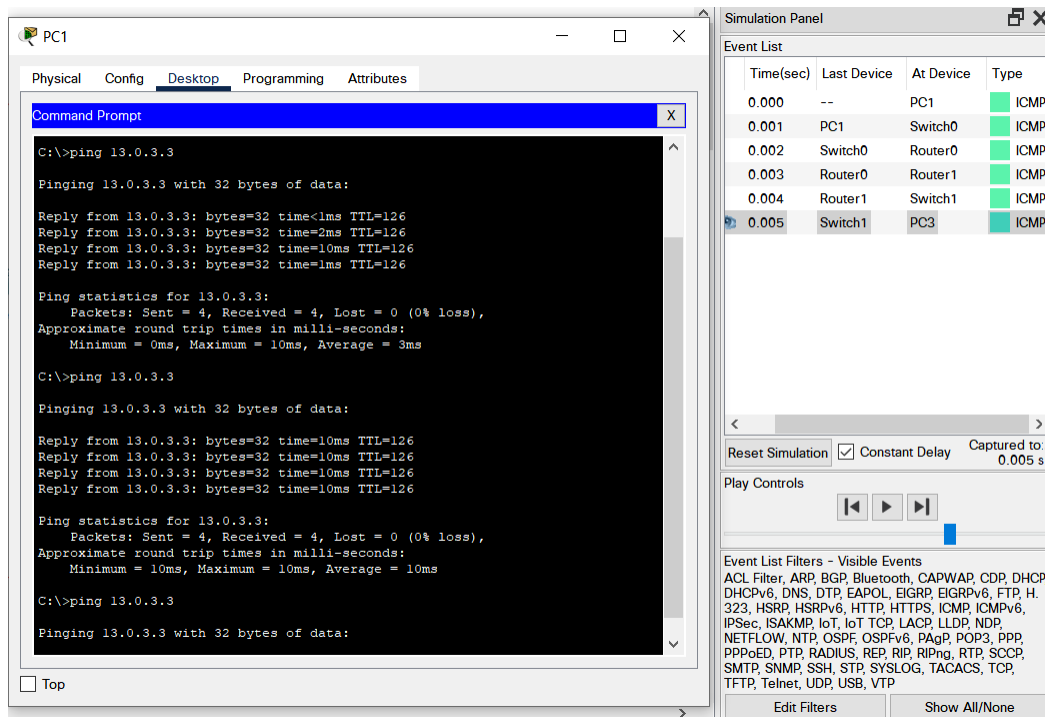 PC1
Physical Config Desktop Programming Attributes
Command Prompt X
C:\>ping 13.0.3.3
Pinging 13.0.3.3 with 32 bytes of data:
Reply from 13.0.3.3: bytes=32 time<1ms TTL=126
Reply from 13.0.3.3: bytes=32 time=2ms TTL=126
Reply from 13.0.3.3: bytes=32 time=10ms TTL=126
Reply from 13.0.3.3: bytes=32 time=1ms TTL=126
Ping statistics for 13.0.3.3:
Packets: Sent = 4, Received = 4, Lost = 0 (0% loss),
Approximate round trip times in milli-seconds:
Minimum = 0ms, Maximum = 10ms, Average = 3ms
C:\>ping 13.0.3.3
Pinging 13.0.3.3 with 32 bytes of data:
Reply from 13.0.3.3: bytes=32 time=10ms TTL=126
Reply from 13.0.3.3: bytes=32 time=10ms TTL=126
Reply from 13.0.3.3: bytes=32 time=10ms TTL=126
Reply from 13.0.3.3: bytes=32 time=10ms TTL=126
Ping statistics for 13.0.3.3:
Packets: Sent = 4, Received = 4, Lost = 0 (0% loss),
Approximate round trip times in milli-seconds:
Minimum = 10ms, Maximum = 10ms, Average = 10ms
C:\>ping 13.0.3.3
Pinging 13.0.3.3 with 32 bytes of data:
Top
Simulation Panel
Event List
Time(sec) Last Device At Device Type
0.000 -- PC1 ICMP
0.001 PC1 Switch0 ICMP
0.002 Switch0 Router0 ICMP
0.003 Router0 Router1 ICMP
0.004 Router1 Switch1 ICMP
0.005 Switch1 PC3 ICMP
Reset Simulation Constant Delay Captured to:
0.005 s
Play Controls
Event List Filters - Visible Events
ACL Filter, ARP, BGP, Bluetooth, CAPWAP, CDP, DHCP
DHCPv6, DNS, DTP, EAPOL, EIGRP, EIGRPv6, FTP, H.
323, HSRP, HSRPv6, HTTP, HTTPS, ICMP, ICMPv6,
IPSec, ISAKMP, IoT, IoT TCP, LACP, LLDP, NDP,
NETFLOW, NTP, OSPF, OSPFv6, PAgP, POP3, PPP,
PPPoED, PTP, RADIUS, REP, RIP, RIPng, RTP, SCCP,
SMTP, SNMP, SSH, STP, SYSLOG, TACACS, TCP,
TFTP, Telnet, UDP, USB, VTP
Edit Filters Show All/None